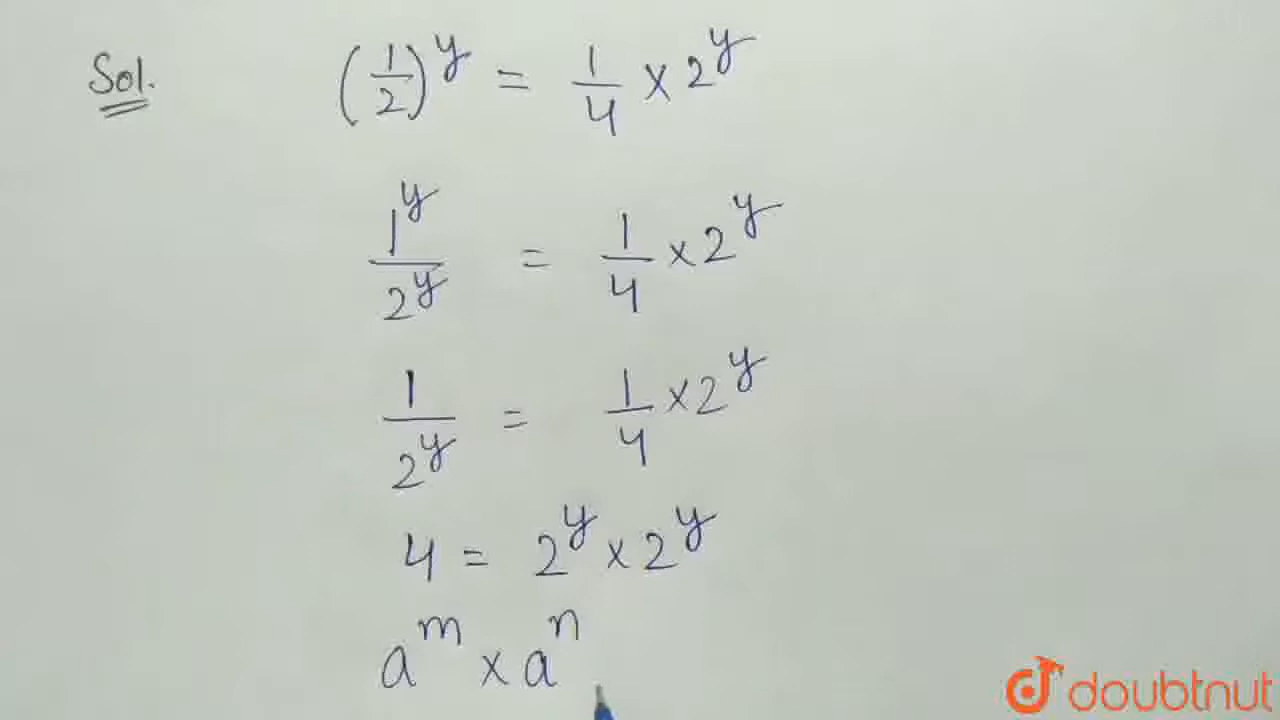 Sol. (1/2)^y = 1/4 × 2^y
1^y/2^y = 1/4 × 2^y
1/2^y = 1/4 × 2^y
4 = 2^y × 2^y
a^m × a^n
doubtnut